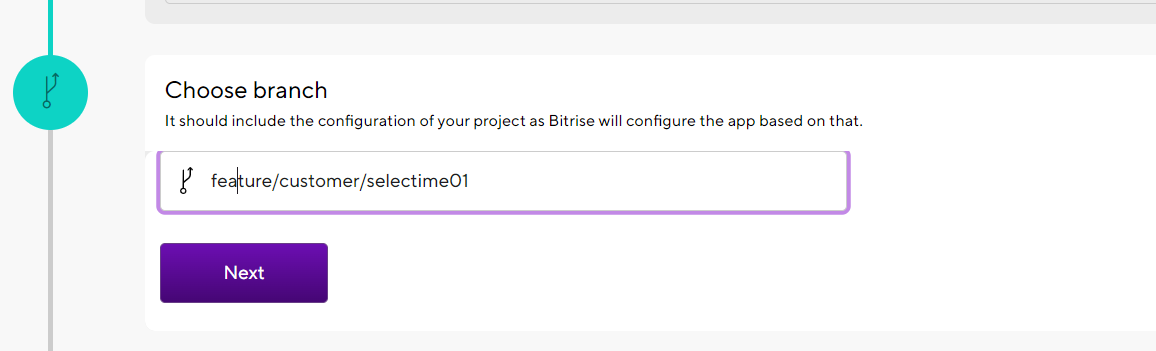 Choose branch
It should include the configuration of your project as Bitrise will configure the app based on that.
feature/customer/selectime01
Next